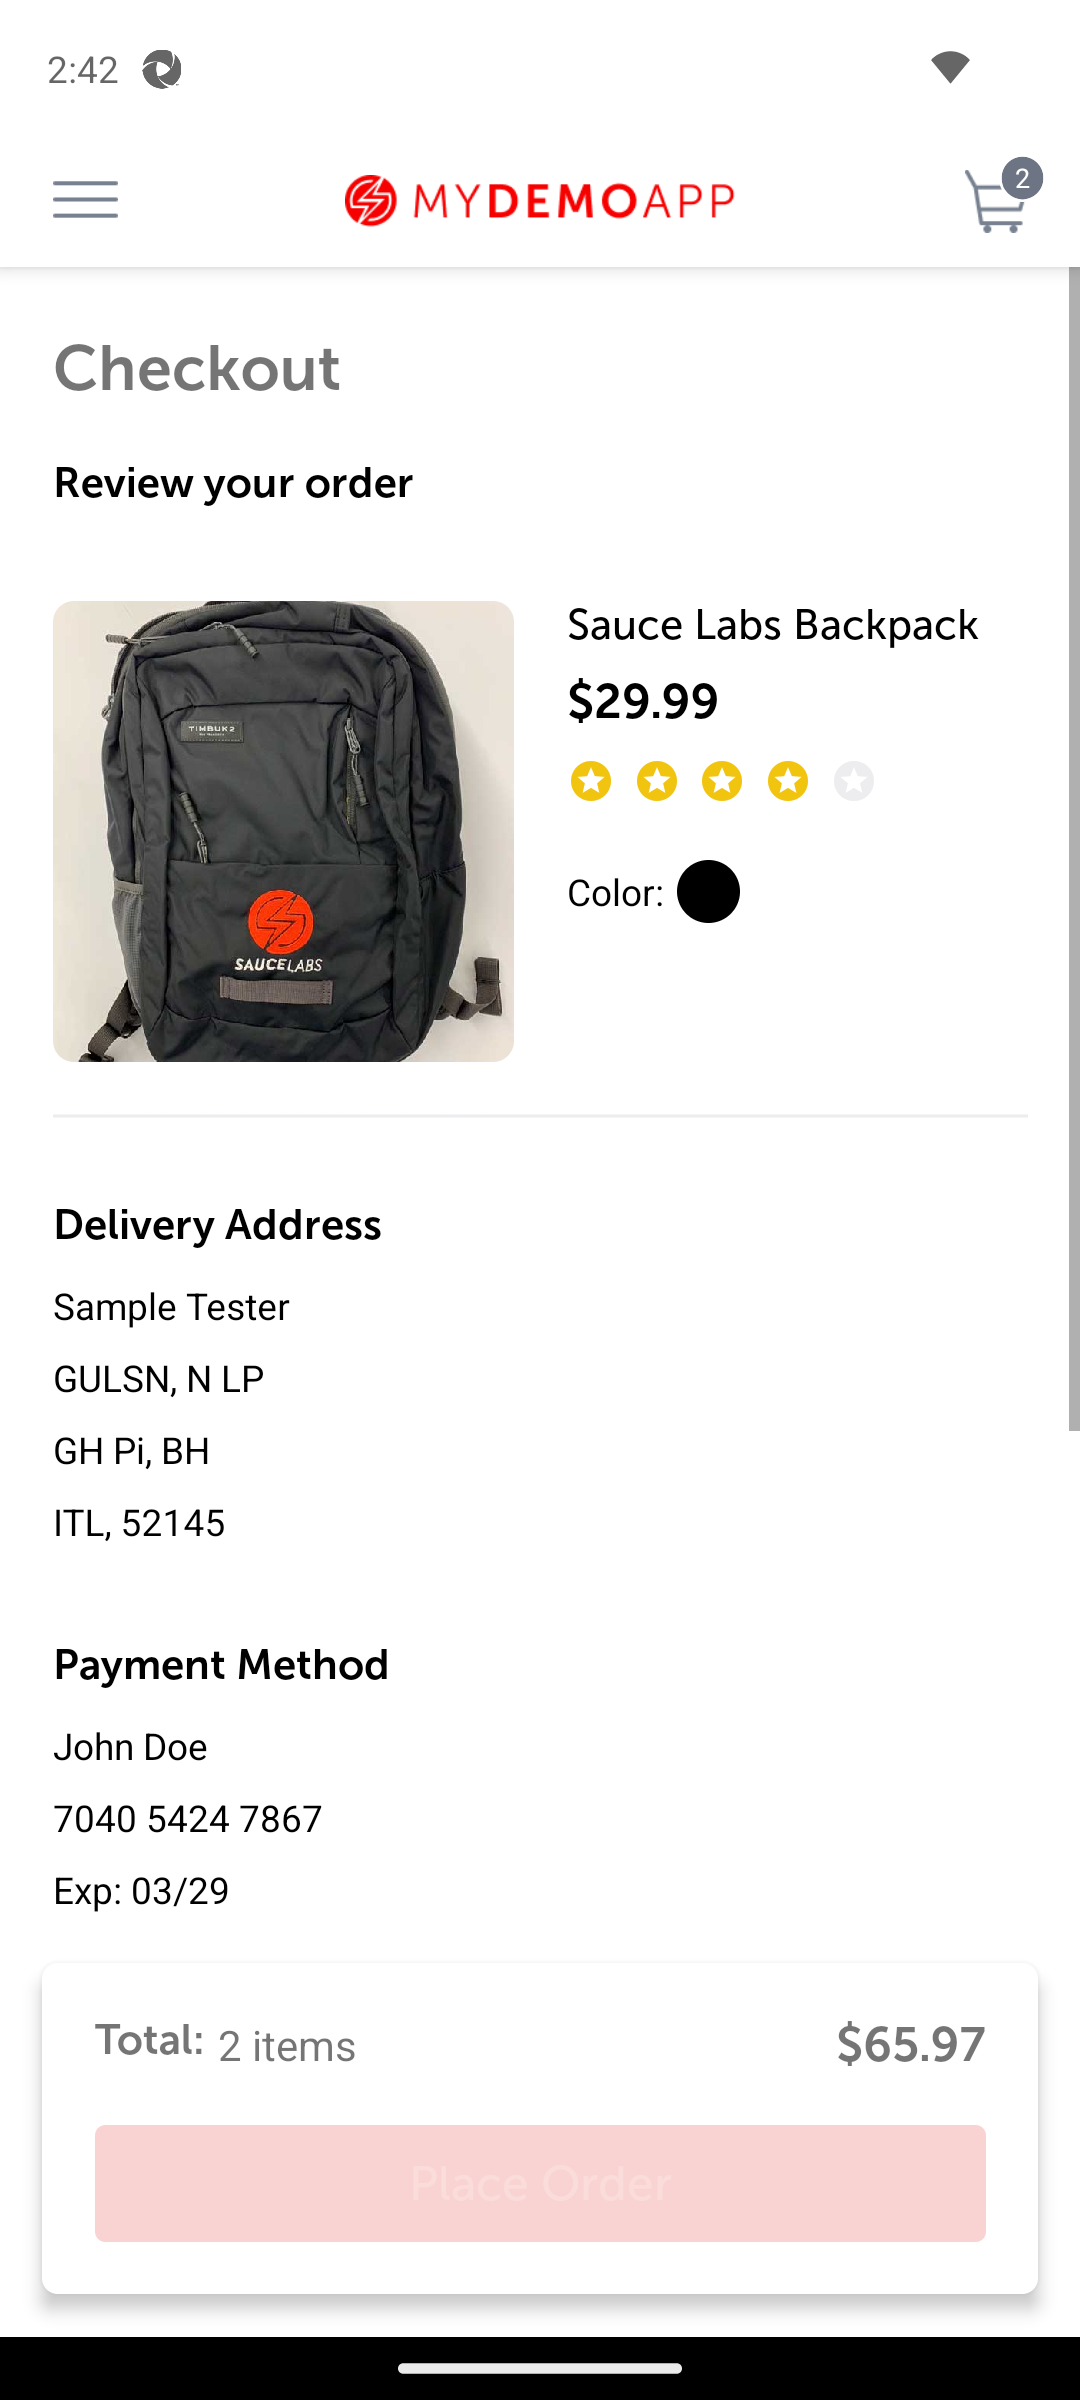 2:42
MYDEMOAPP
2
Checkout
Review your order
Sauce Labs Backpack
$29.99
TIMBUK2
Color:
SAUCELABS
Delivery Address
Sample Tester
GULSN, N LP
GH Pi, BH
ITL, 52145
Payment Method
John Doe
7040 5424 7867
Exp: 03/29
Total: 2 items
$65.97
Place Order